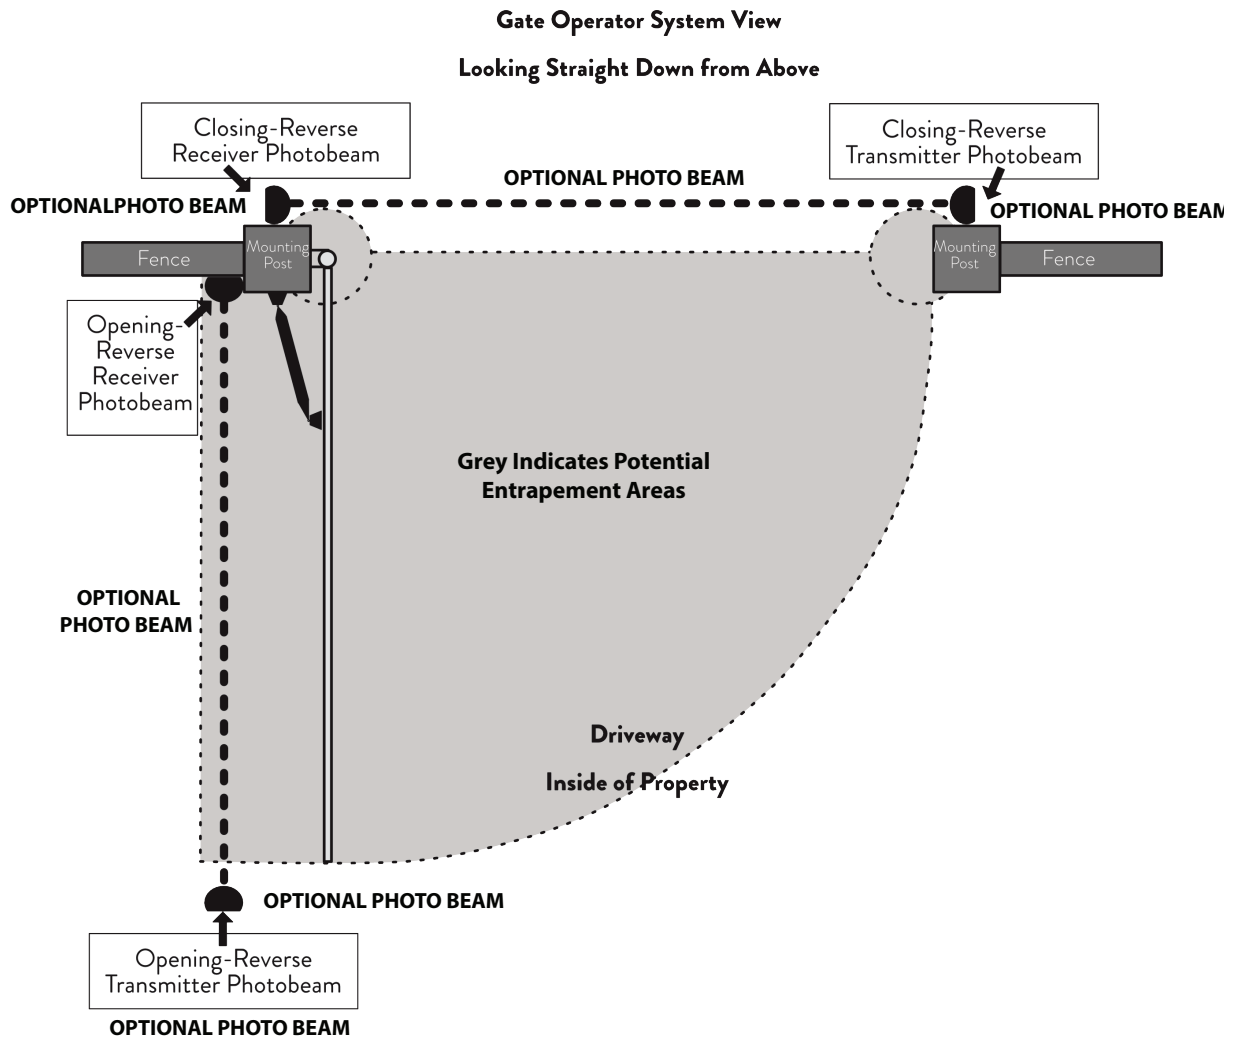 Gate Operator System View
Looking Straight Down from Above
Closing-Reverse
Receiver Photobeam
Closing-Reverse
Transmitter Photobeam
OPTIONAL PHOTO BEAM
OPTIONALPHOTO BEAM
OPTIONAL PHOTO BEAM
Fence
Mounting
Post
Mounting
Post
Fence
Opening-
Reverse
Receiver
Photobeam
Grey Indicates Potential
Entrapement Areas
OPTIONAL
PHOTO BEAM
Driveway
Inside of Property
OPTIONAL PHOTO BEAM
Opening-Reverse
Transmitter Photobeam
OPTIONAL PHOTO BEAM